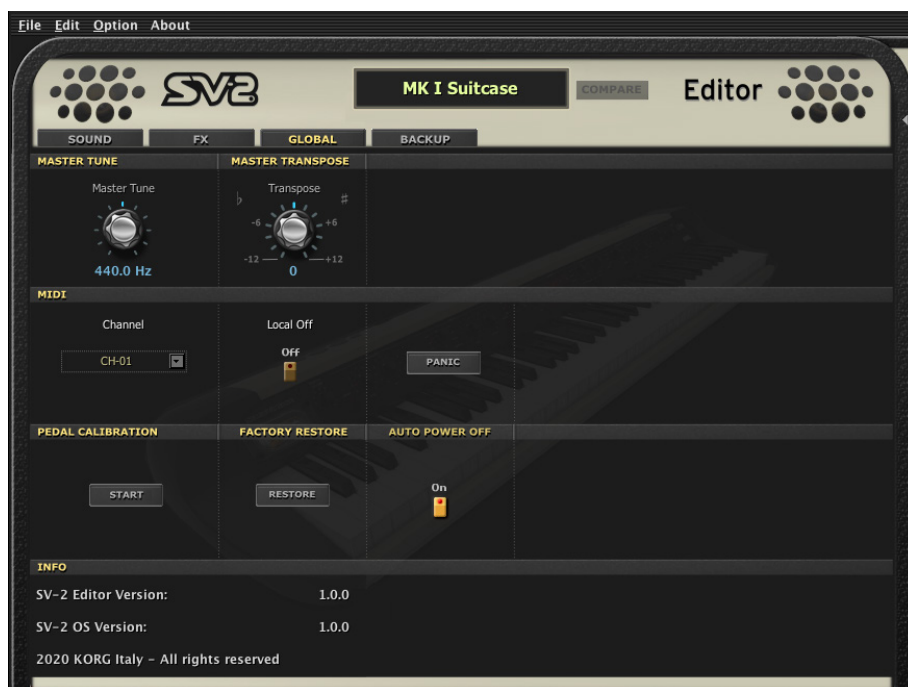 File Edit Option About
SV2
MK I Suitcase
COMPARE
Editor
SOUND FX GLOBAL BACKUP
MASTER TUNE MASTER TRANSPOSE
Master Tune Transpose
♭ ♯
-6 +6
-12 +12
440.0 Hz 0
MIDI
Channel Local Off
CH-01 Off PANIC
PEDAL CALIBRATION FACTORY RESTORE AUTO POWER OFF
On
START RESTORE
INFO
SV-2 Editor Version: 1.0.0
SV-2 OS Version: 1.0.0
2020 KORG Italy - All rights reserved